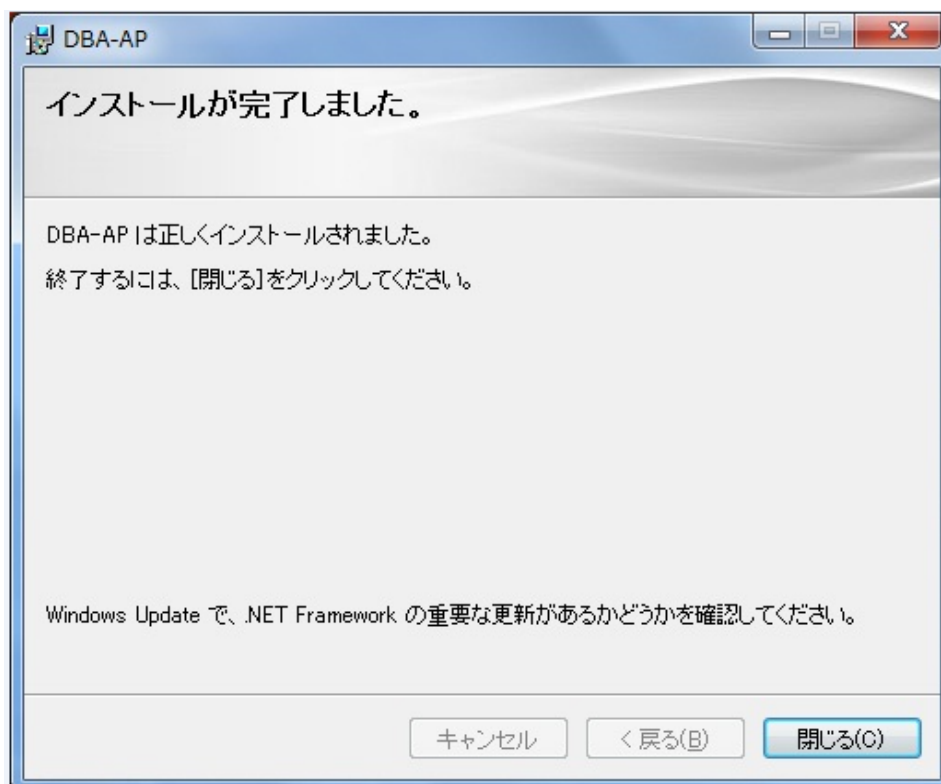 DBA-AP
インストールが完了しました。
DBA-AP は正しくインストールされました。
終了するには、[閉じる]をクリックしてください。
Windows Update で、.NET Framework の重要な更新があるかどうかを確認してください。
キャンセル
< 戻る(B)
閉じる(C)